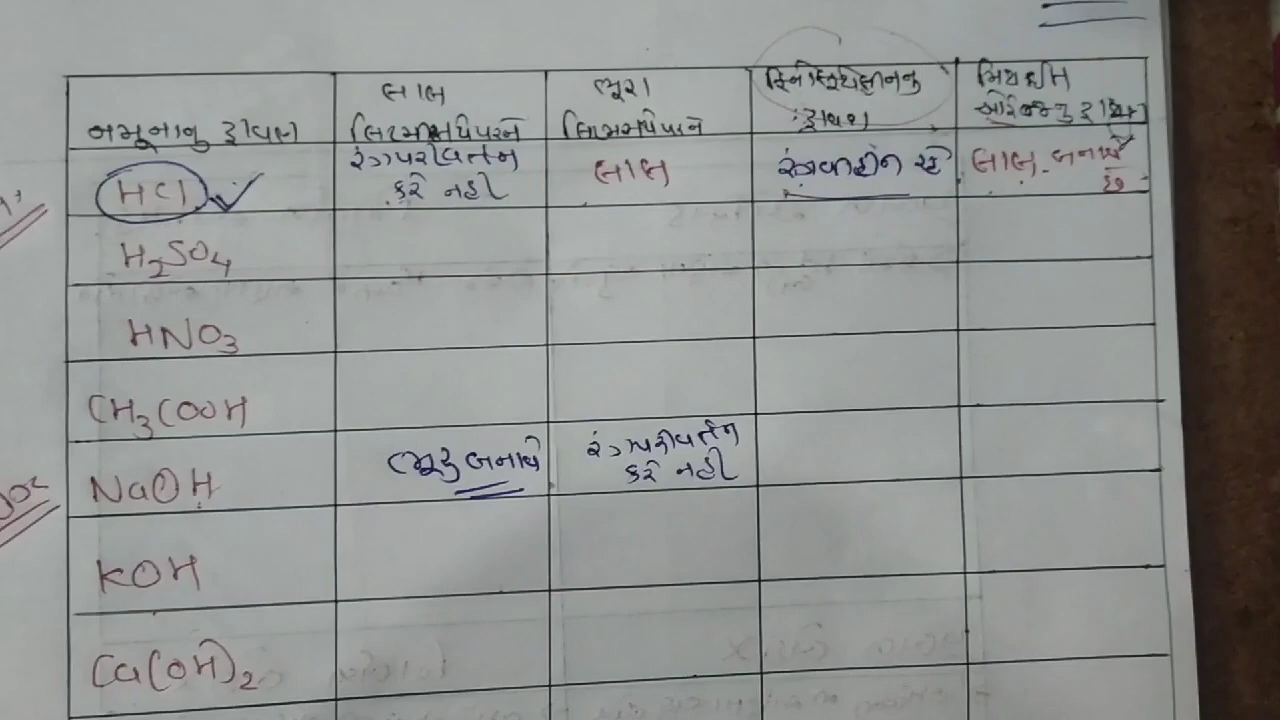 નમૂનાનુ દ્રાવણ
લાલ
લિટમસપેપરને
ભૂરા
લિટમસપેપરને
ફિનોલ્ફથેલીનનુ
દ્રાવણ
મિથાઈલ
ઓરેન્જનુ દ્રાવણ
HCl
રંગપરીવર્તન
કરે નહી
લાલ
રંગવિહીન રહે
લાલ બનાવે
છે
H2SO4
HNO3
CH3COOH
NaOH
ભૂરુ બનાવે
રંગપરીવર્તન
કરે નહી
KOH
Ca(OH)2